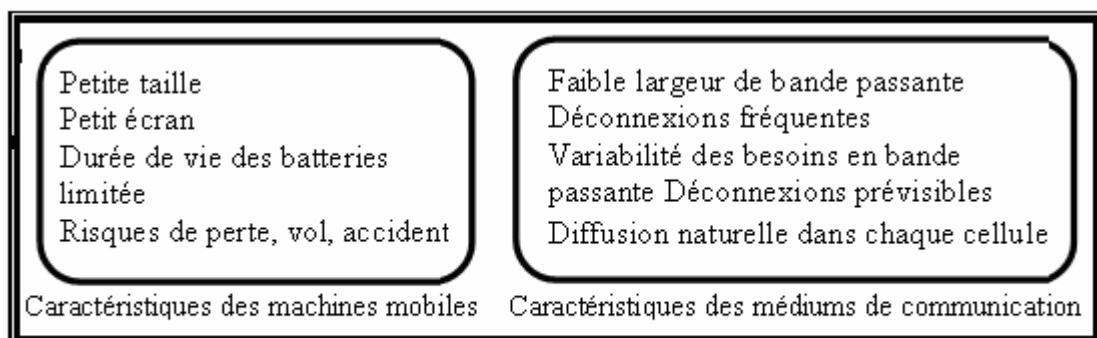 Petite taille
Petit écran
Durée de vie des batteries
limitée
Risques de perte, vol, accident
Caractéristiques des machines mobiles
Faible largeur de bande passante
Déconnexions fréquentes
Variabilité des besoins en bande
passante Déconnexions prévisibles
Diffusion naturelle dans chaque cellule
Caractéristiques des médiums de communication